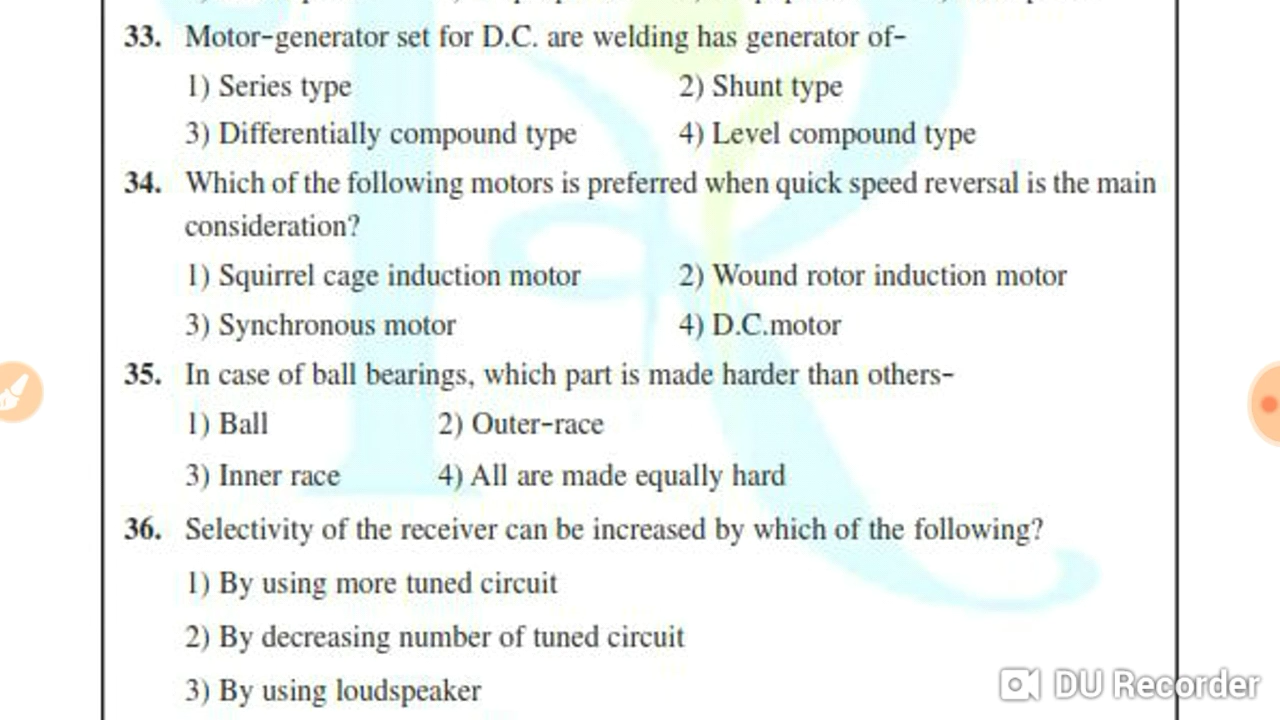 33. Motor-generator set for D.C. are welding has generator of-
1) Series type 2) Shunt type
3) Differentially compound type 4) Level compound type
34. Which of the following motors is preferred when quick speed reversal is the main
consideration?
1) Squirrel cage induction motor 2) Wound rotor induction motor
3) Synchronous motor 4) D.C.motor
35. In case of ball bearings, which part is made harder than others-
1) Ball 2) Outer-race
3) Inner race 4) All are made equally hard
36. Selectivity of the receiver can be increased by which of the following?
1) By using more tuned circuit
2) By decreasing number of tuned circuit
3) By using loudspeaker
DU Recorder